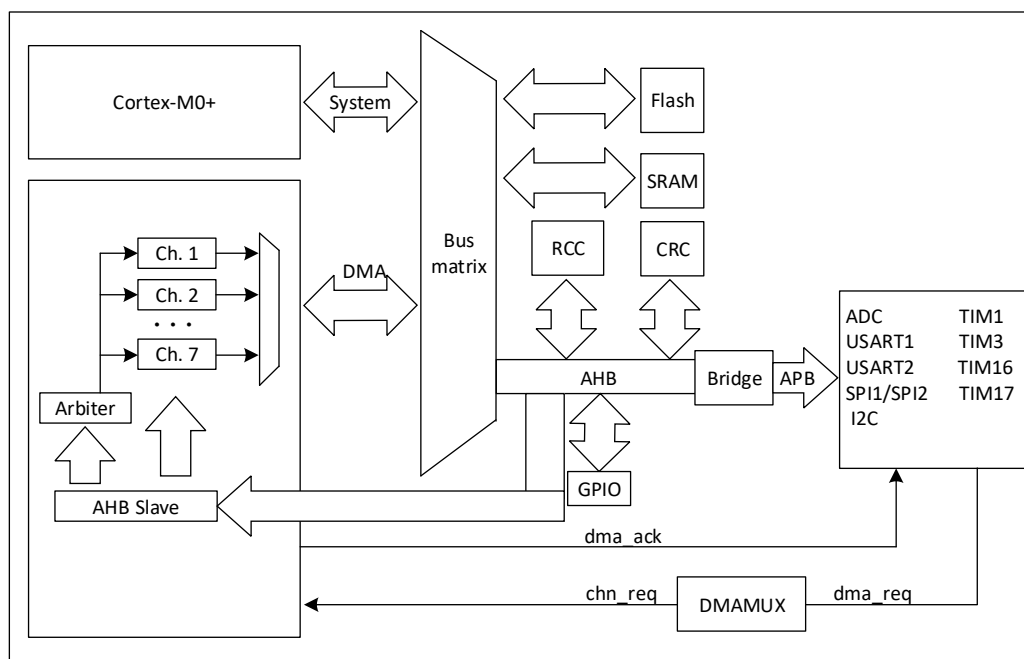 Cortex-M0+
System
Flash
SRAM
Bus
matrix
RCC
CRC
Ch. 1
Ch. 2
. . .
Ch. 7
DMA
Arbiter
AHB Slave
AHB
Bridge
APB
GPIO
ADC TIM1
USART1 TIM3
USART2 TIM16
SPI1/SPI2 TIM17
I2C
dma_ack
chn_req
DMAMUX
dma_req